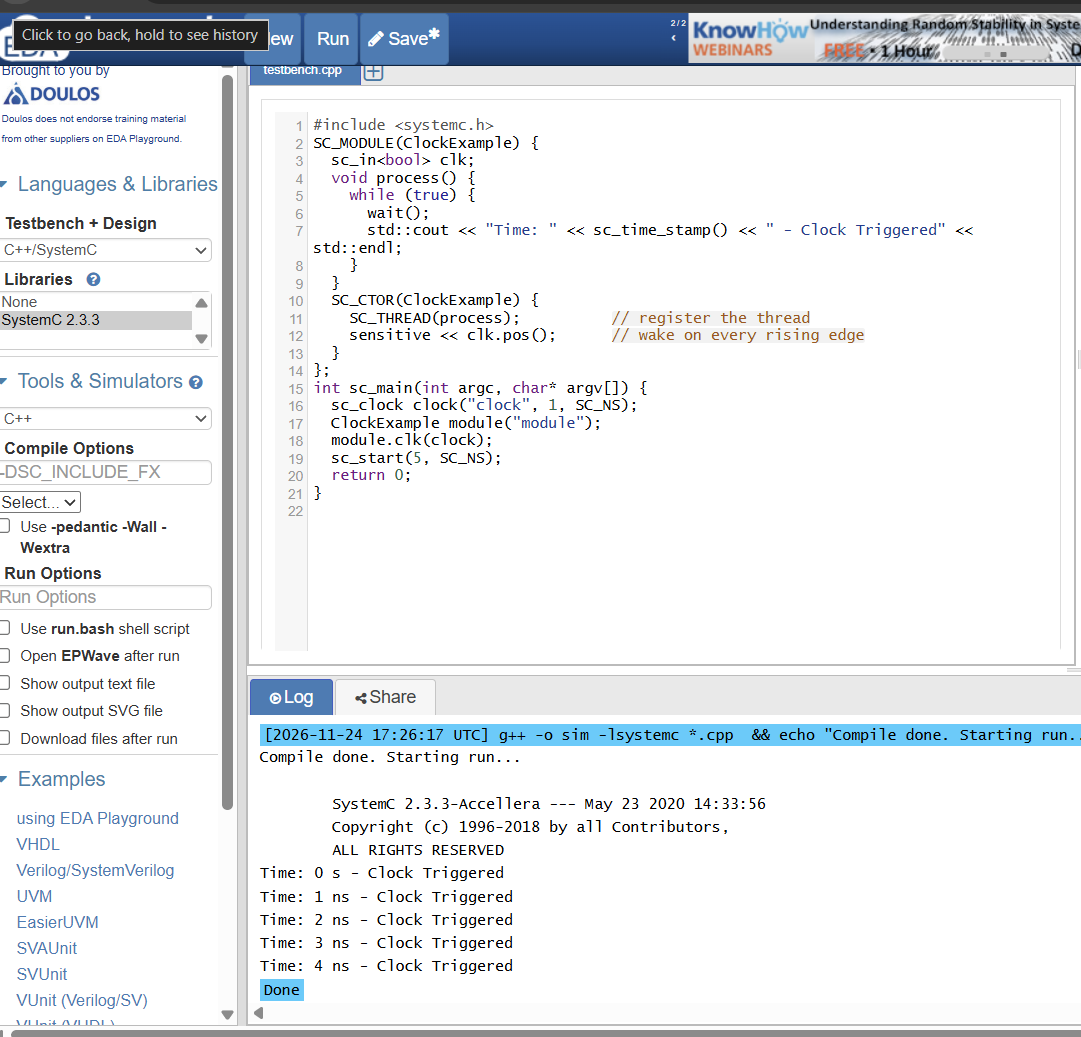 Click to go back, hold to see history
ew
Run
Save*
2/2
KnowHow
WEBINARS
Understanding Random Stability in Syste
FREE • 1 Hour
Brought to you by
DOULOS
Doulos does not endorse training material
from other suppliers on EDA Playground.
Languages & Libraries
Testbench + Design
C++/SystemC
Libraries
None
SystemC 2.3.3
Tools & Simulators
C++
Compile Options
-DSC_INCLUDE_FX
Select...
Use -pedantic -Wall -
Wextra
Run Options
Run Options
Use run.bash shell script
Open EPWave after run
Show output text file
Show output SVG file
Download files after run
Examples
using EDA Playground
VHDL
Verilog/SystemVerilog
UVM
EasierUVM
SVAUnit
SVUnit
VUnit (Verilog/SV)
VUnit (VHDL)
testbench.cpp
1 #include <systemc.h>
2 SC_MODULE(ClockExample) {
3   sc_in<bool> clk;
4   void process() {
5     while (true) {
6       wait();
7       std::cout << "Time: " << sc_time_stamp() << " - Clock Triggered" <<
std::endl;
8     }
9   }
10   SC_CTOR(ClockExample) {
11     SC_THREAD(process);          // register the thread
12     sensitive << clk.pos();      // wake on every rising edge
13   }
14 };
15 int sc_main(int argc, char* argv[]) {
16   sc_clock clock("clock", 1, SC_NS);
17   ClockExample module("module");
18   module.clk(clock);
19   sc_start(5, SC_NS);
20   return 0;
21 }
22
Log
Share
[2026-11-24 17:26:17 UTC] g++ -o sim -lsystemc *.cpp  && echo "Compile done. Starting run..
Compile done. Starting run...
SystemC 2.3.3-Accellera --- May 23 2020 14:33:56
Copyright (c) 1996-2018 by all Contributors,
ALL RIGHTS RESERVED
Time: 0 s - Clock Triggered
Time: 1 ns - Clock Triggered
Time: 2 ns - Clock Triggered
Time: 3 ns - Clock Triggered
Time: 4 ns - Clock Triggered
Done